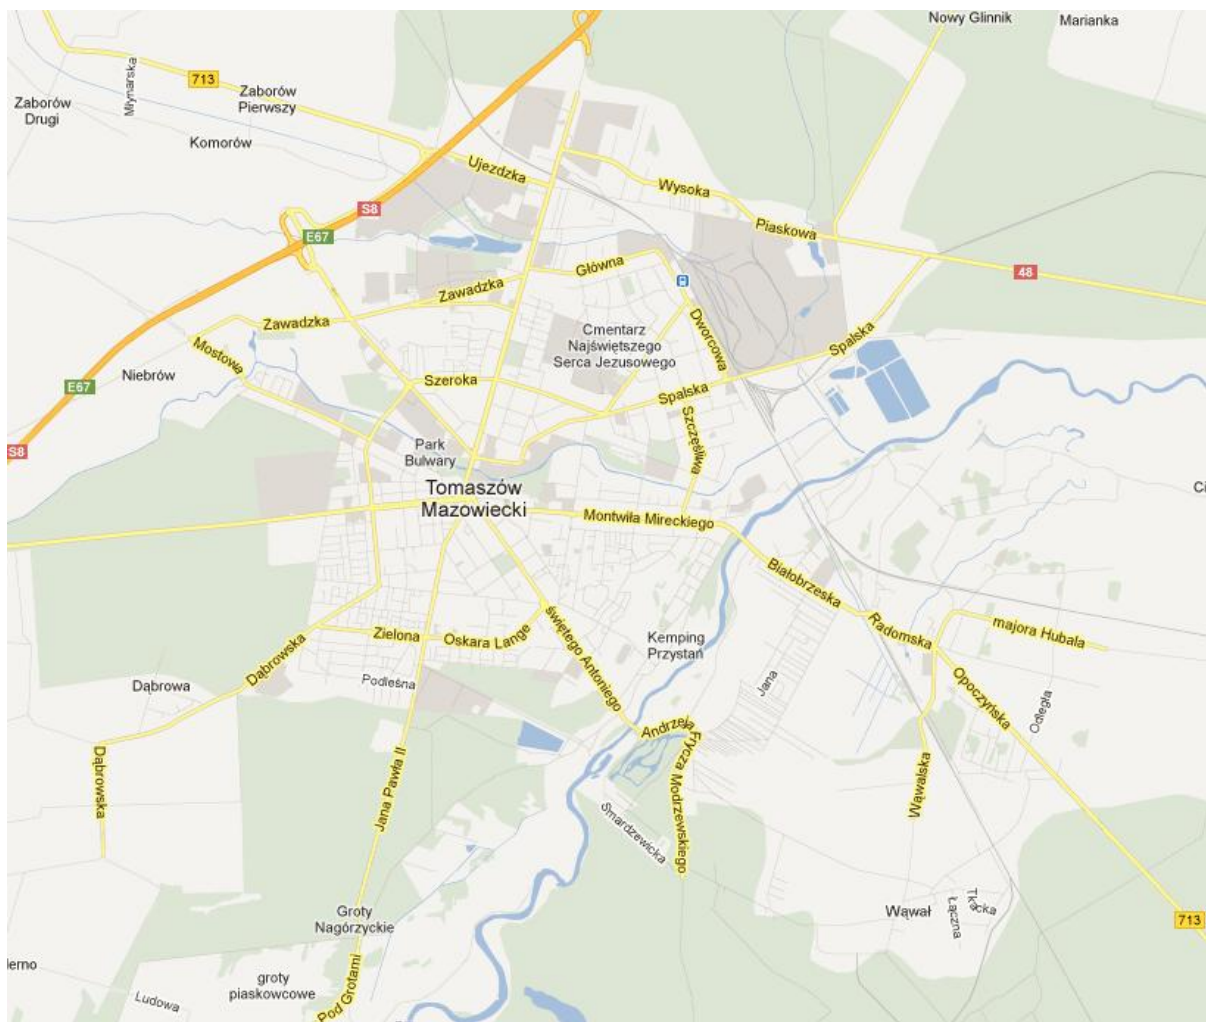 Nowy Glinnik
Marianka
713
Młynarska
Zaborów
Pierwszy
Zaborów
Drugi
Komorów
Ujezdzka
Wysoka
S8
E67
Piaskowa
Główna
48
Zawadzka
Zawadzka
Dworcowa
Cmentarz
Najświętszego
Serca Jezusowego
Spalska
Mostowa
Niebrów
E67
Szeroka
Spalska
Szczęśliwa
S8
Park
Bulwary
Tomaszów
Mazowiecki
Ci
Montwiła Mireckiego
Białobrzeska
Radomska
majora Hubala
Zielona
Oskara Lange
świętego Antoniego
Kemping
Przystań
Dąbrowska
Podleśna
Jana
Opoczyńska
Odległa
Dąbrowa
Andrzeja Frycza Modrzewskiego
Dąbrowska
Jana Pawła II
Wąwalska
Smardzewicka
Tkacka
Łączna
Wąwał
713
Groty
Nagórzyckie
lerno
groty
piaskowcowe
Ludowa
Pod Grotami